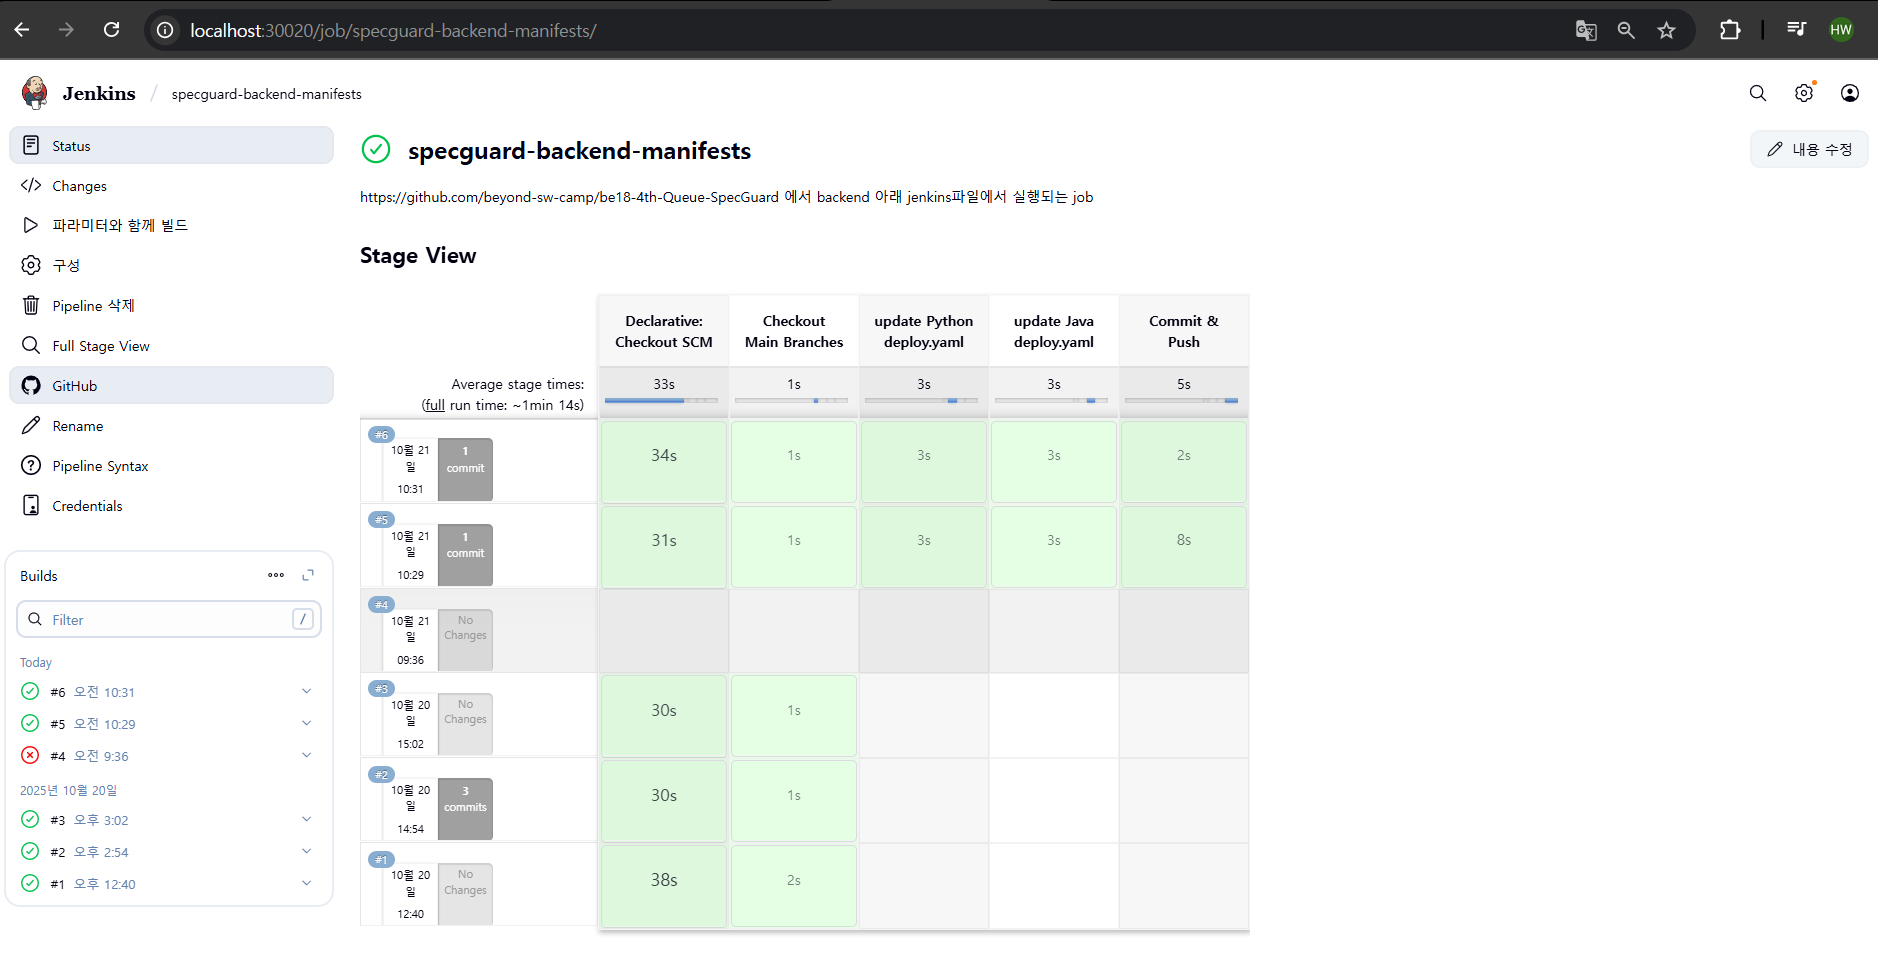 localhost:30020/job/specguard-backend-manifests/
HW
Jenkins / specguard-backend-manifests
Status
Changes
파라미터와 함께 빌드
구성
Pipeline 삭제
Full Stage View
GitHub
Rename
Pipeline Syntax
Credentials
Builds
Filter /
Today
#6 오전 10:31
#5 오전 10:29
#4 오전 9:36
2025년 10월 20일
#3 오후 3:02
#2 오후 2:54
#1 오후 12:40
specguard-backend-manifests
내용 수정
https://github.com/beyond-sw-camp/be18-4th-Queue-SpecGuard 에서 backend 아래 jenkins파일에서 실행되는 job
Stage View
Declarative: Checkout SCM
Checkout Main Branches
update Python deploy.yaml
update Java deploy.yaml
Commit & Push
Average stage times:
(full run time: ~1min 14s)
33s 1s 3s 3s 5s
#6
10월 21일
10:31
1 commit
34s 1s 3s 3s 2s
#5
10월 21일
10:29
1 commit
31s 1s 3s 3s 8s
#4
10월 21일
09:36
No Changes
#3
10월 20일
15:02
No Changes
30s 1s
#2
10월 20일
14:54
3 commits
30s 1s
#1
10월 20일
12:40
No Changes
38s 2s